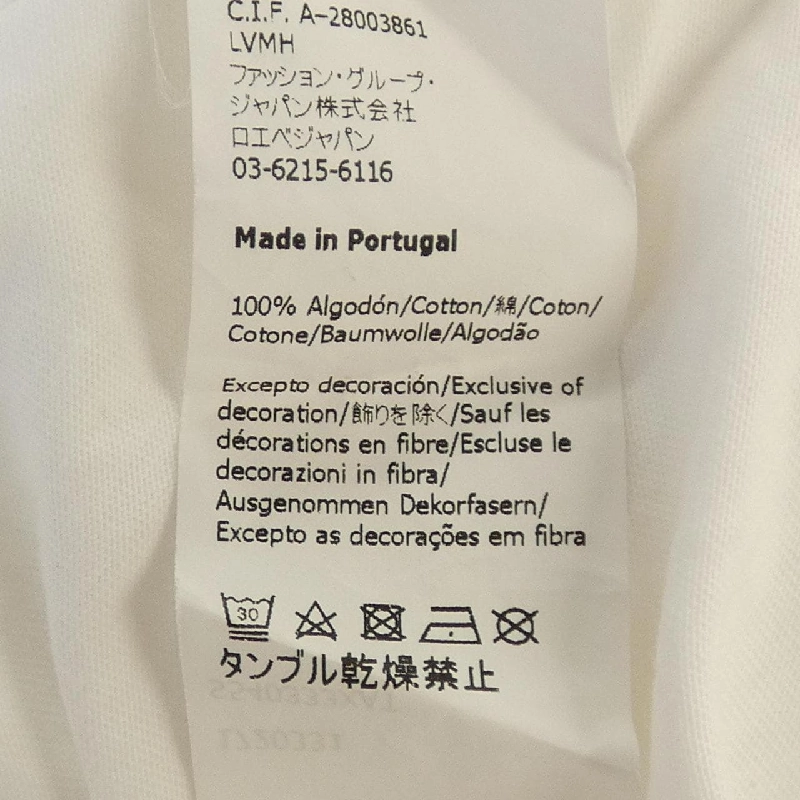 C.I.F. A-28003861
LVMH
ファッション・グループ・
ジャパン株式会社
ロエベジャパン
03-6215-6116
Made in Portugal
100% Algodón/Cotton/綿/Coton/
Cotone/Baumwolle/Algodão
Excepto decoración/Exclusive of
decoration/飾りを除く/Sauf les
décorations en fibre/Escluse le
decorazioni in fibra/
Ausgenommen Dekorfasern/
Excepto as decorações em fibra
30
タンブル乾燥禁止